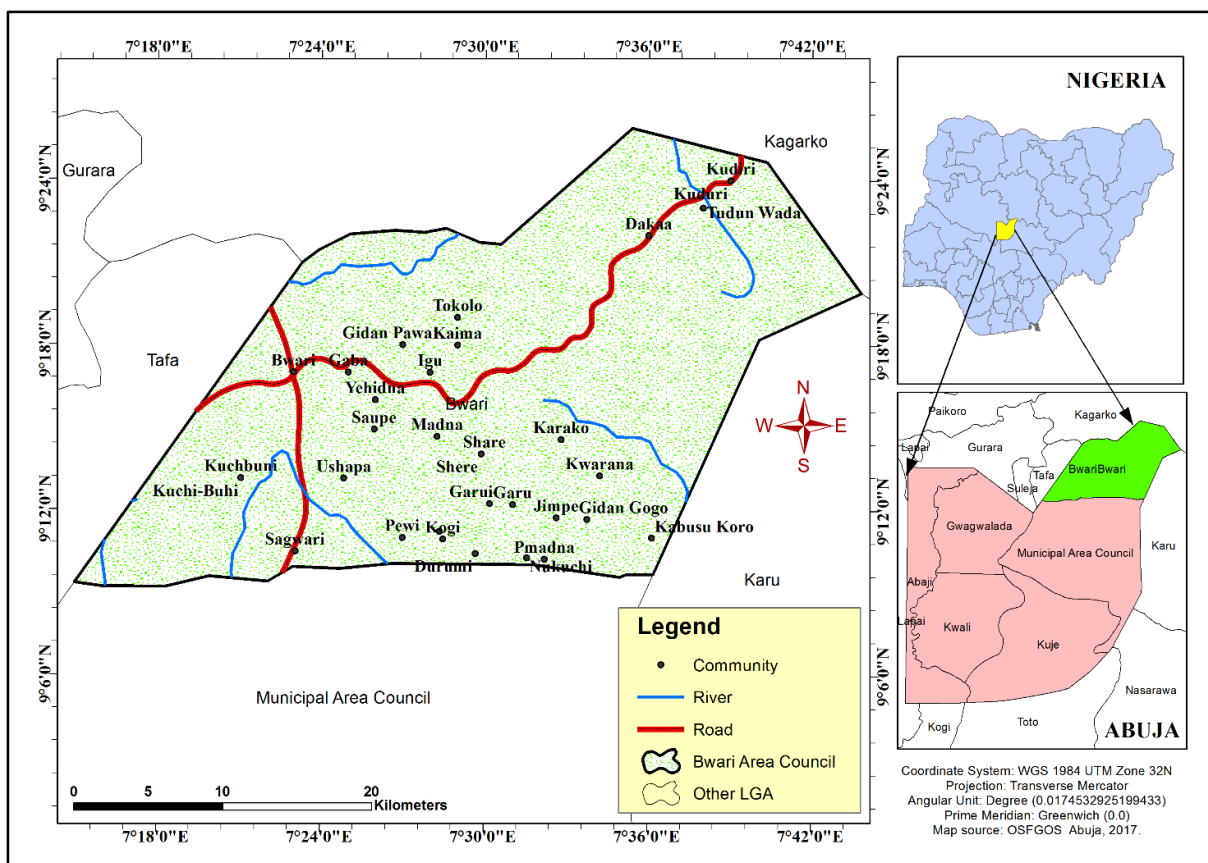 7°18'0"E 7°24'0"E 7°30'0"E 7°36'0"E 7°42'0"E
NIGERIA
Kagarko
Gurara
9°24'0"N
9°24'0"N
Kudiri
Kuduri
Tudun Wada
Dakaa
Tokolo
Gidan Pawa Kaima
9°18'0"N
9°18'0"N
Tafa
Bwari Gaba Igu
Yehidna
Bwari
Saupe Madna Karako
Share
Shere
Kuchbuni Ushapa Kwarana
Kuchi-Buhi
Garui Garu
Jimpe Gidan Gogo
9°12'0"N
9°12'0"N
Pewi Kogi Kabusu Koro
Sagwari
Pmadna
Durumi Nukuchi
Karu
N
W E
S
Municipal Area Council
9°6'0"N
9°6'0"N
Legend
Community
River
Road
Bwari Area Council
Other LGA
0 5 10 20
Kilometers
7°18'0"E 7°24'0"E 7°30'0"E 7°36'0"E 7°42'0"E
Paikoro Kagarko
Lapai Gurara
Tafa BwariBwari
Suleja
Gwagwalada
Municipal Area Council
Karu
Abaji
Lapai Kwali Kuje
Nasarawa
Kogi Toto
ABUJA
Coordinate System: WGS 1984 UTM Zone 32N
Projection: Transverse Mercator
Angular Unit: Degree (0.0174532925199433)
Prime Meridian: Greenwich (0.0)
Map source: OSFGOS Abuja, 2017.